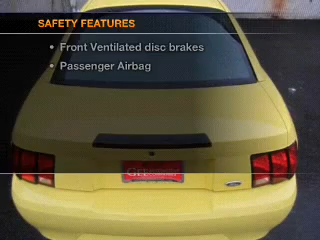 SAFETY FEATURES
• Front Ventilated disc brakes
• Passenger Airbag